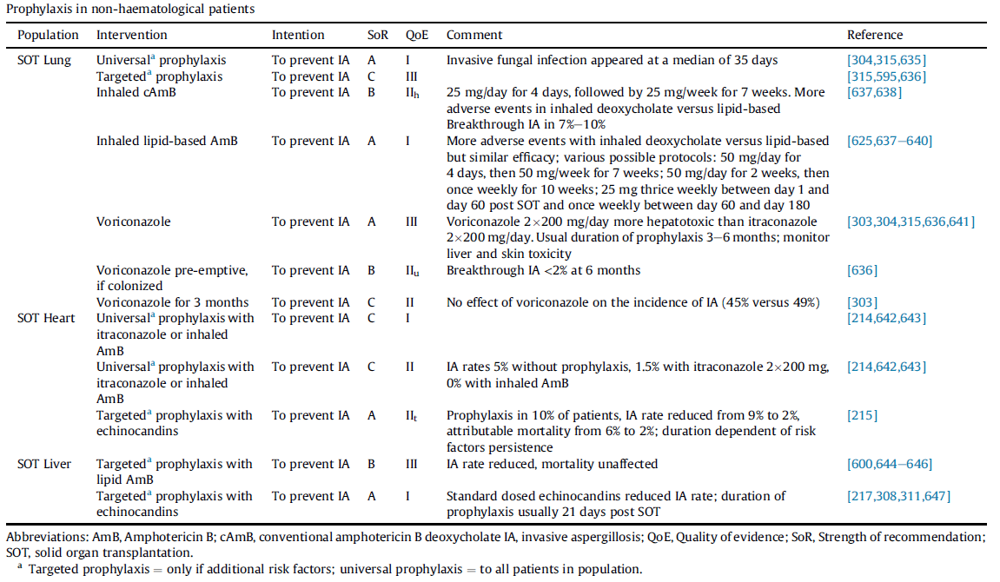 Prophylaxis in non-haematological patients
Population Intervention Intention SoR QoE Comment Reference
SOT Lung Universalᵃ prophylaxis To prevent IA A I Invasive fungal infection appeared at a median of 35 days [304,315,635]
Targetedᵃ prophylaxis To prevent IA C III [315,595,636]
Inhaled cAmB To prevent IA B IIₕ 25 mg/day for 4 days, followed by 25 mg/week for 7 weeks. More [637,638]
adverse events in inhaled deoxycholate versus lipid-based
Breakthrough IA in 7%–10%
Inhaled lipid-based AmB To prevent IA A I More adverse events with inhaled deoxycholate versus lipid-based [625,637–640]
but similar efficacy; various possible protocols: 50 mg/day for
4 days, then 50 mg/week for 7 weeks; 50 mg/day for 2 weeks, then
once weekly for 10 weeks; 25 mg thrice weekly between day 1 and
day 60 post SOT and once weekly between day 60 and day 180
Voriconazole To prevent IA A III Voriconazole 2×200 mg/day more hepatotoxic than itraconazole [303,304,315,636,641]
2×200 mg/day. Usual duration of prophylaxis 3–6 months; monitor
liver and skin toxicity
Voriconazole pre-emptive, To prevent IA B IIᵤ Breakthrough IA <2% at 6 months [636]
if colonized
Voriconazole for 3 months To prevent IA C II No effect of voriconazole on the incidence of IA (45% versus 49%) [303]
SOT Heart Universalᵃ prophylaxis with To prevent IA C I [214,642,643]
itraconazole or inhaled
AmB
Universalᵃ prophylaxis with To prevent IA C II IA rates 5% without prophylaxis, 1.5% with itraconazole 2×200 mg, [214,642,643]
itraconazole or inhaled 0% with inhaled AmB
AmB
Targetedᵃ prophylaxis with To prevent IA A IIₜ Prophylaxis in 10% of patients, IA rate reduced from 9% to 2%, [215]
echinocandins attributable mortality from 6% to 2%; duration dependent of risk
factors persistence
SOT Liver Targetedᵃ prophylaxis with To prevent IA B III IA rate reduced, mortality unaffected [600,644–646]
lipid AmB
Targetedᵃ prophylaxis with To prevent IA A I Standard dosed echinocandins reduced IA rate; duration of [217,308,311,647]
echinocandins prophylaxis usually 21 days post SOT
Abbreviations: AmB, Amphotericin B; cAmB, conventional amphotericin B deoxycholate IA, invasive aspergillosis; QoE, Quality of evidence; SoR, Strength of recommendation;
SOT, solid organ transplantation.
ᵃ Targeted prophylaxis = only if additional risk factors; universal prophylaxis = to all patients in population.